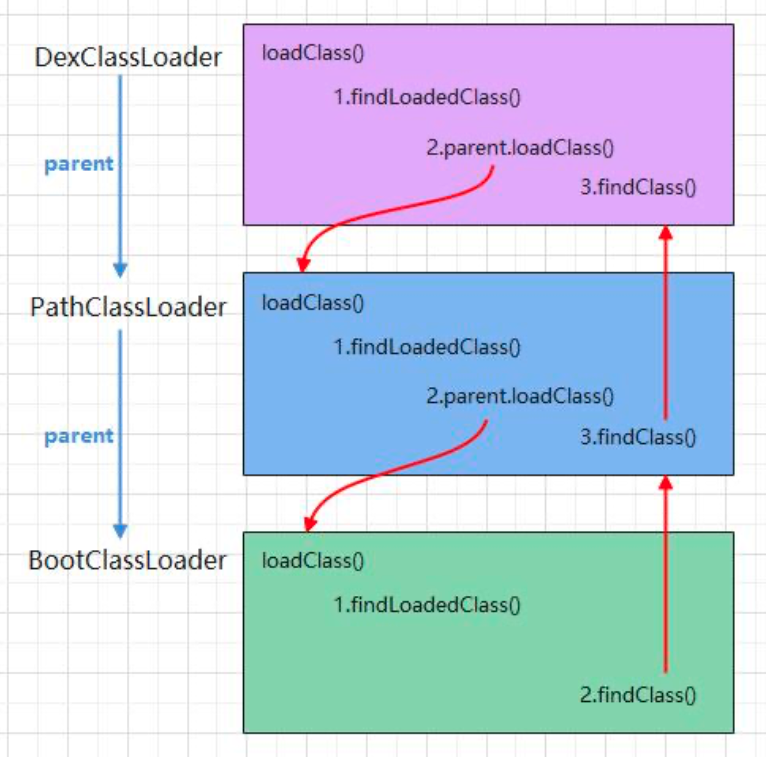 DexClassLoader
loadClass()
1.findLoadedClass()
2.parent.loadClass()
3.findClass()
parent
PathClassLoader
loadClass()
1.findLoadedClass()
2.parent.loadClass()
3.findClass()
parent
BootClassLoader
loadClass()
1.findLoadedClass()
2.findClass()